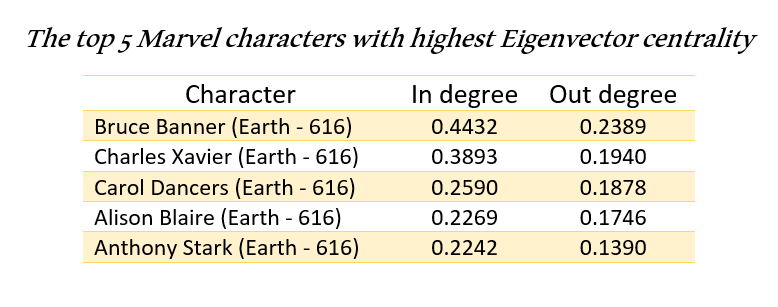 The top 5 Marvel characters with highest Eigenvector centrality
Character In degree Out degree
Bruce Banner (Earth - 616) 0.4432 0.2389
Charles Xavier (Earth - 616) 0.3893 0.1940
Carol Dancers (Earth - 616) 0.2590 0.1878
Alison Blaire (Earth - 616) 0.2269 0.1746
Anthony Stark (Earth - 616) 0.2242 0.1390